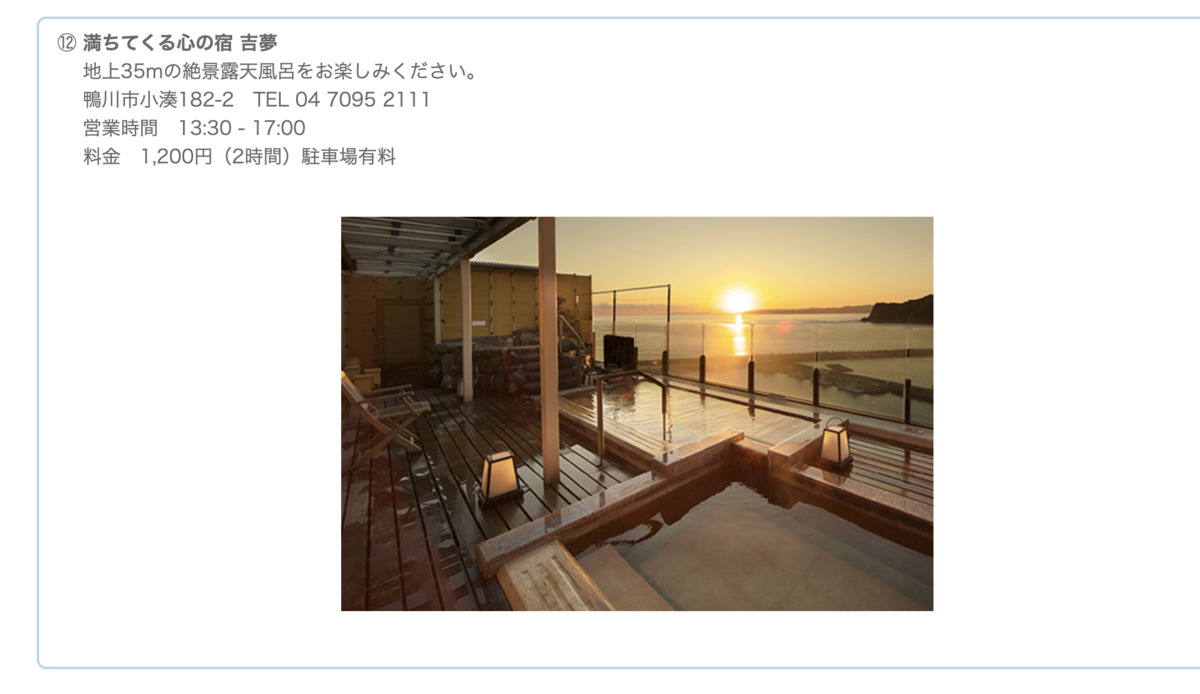 ⑫ 満ちてくる心の宿 吉夢
地上35mの絶景露天風呂をお楽しみください。
鴨川市小湊182-2　TEL 04 7095 2111
営業時間　13:30 - 17:00
料金　1,200円（2時間）駐車場有料